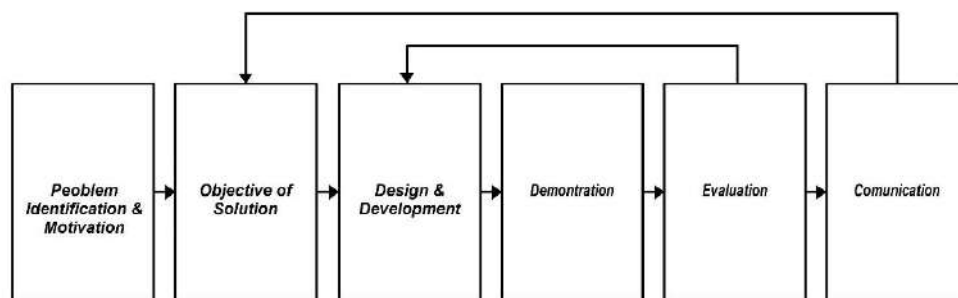 Peoblem
Identification &
Motivation
Objective of
Solution
Design &
Development
Demontration
Evaluation
Comunication